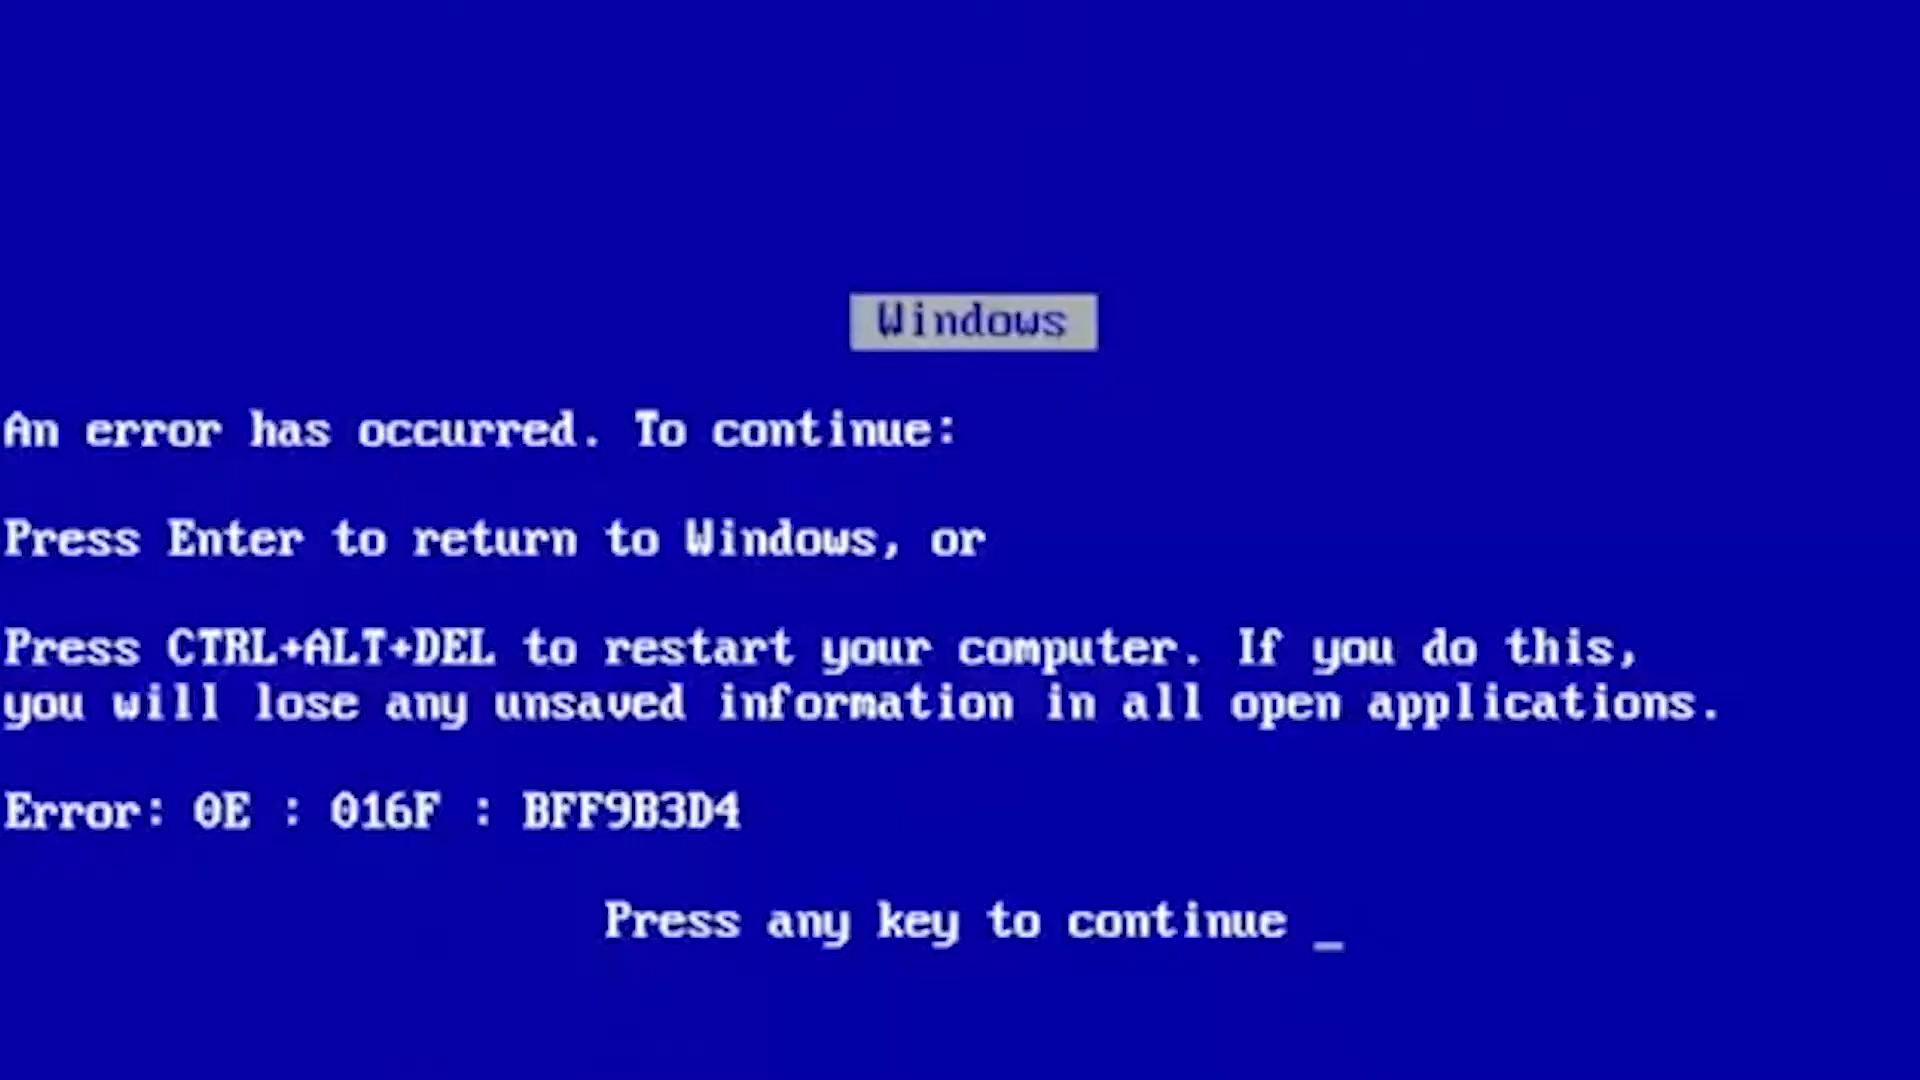 Windows
An error has occurred. To continue:
Press Enter to return to Windows, or
Press CTRL+ALT+DEL to restart your computer. If you do this,
you will lose any unsaved information in all open applications.
Error: 0E : 016F : BFF9B3D4
Press any key to continue _